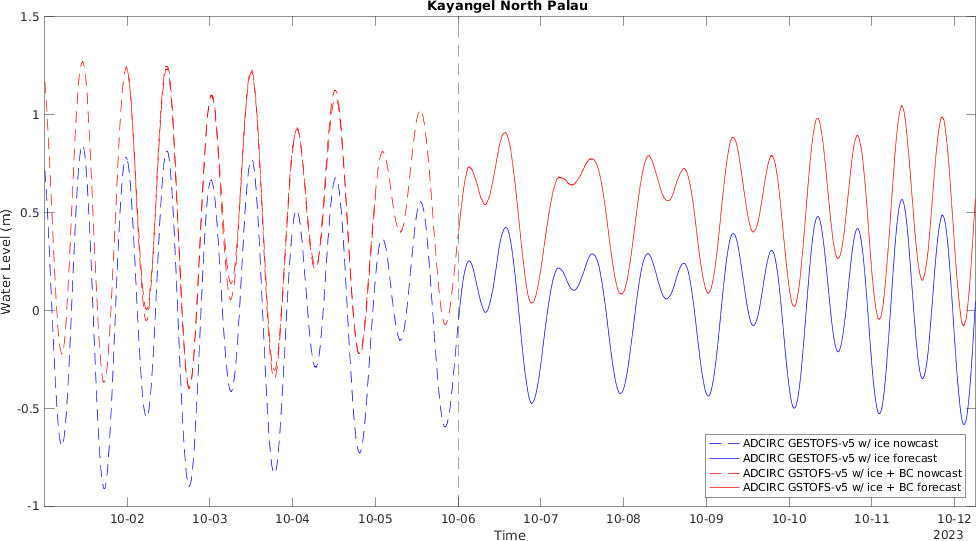 Kayangel North Palau
1.5
1
0.5
0
-0.5
-1
Water Level (m)
ADCIRC GESTOFS-v5 w/ ice nowcast
ADCIRC GESTOFS-v5 w/ ice forecast
ADCIRC GSTOFS-v5 w/ ice + BC nowcast
ADCIRC GSTOFS-v5 w/ ice + BC forecast
10-02 10-03 10-04 10-05 10-06 10-07 10-08 10-09 10-10 10-11 10-12
Time
2023